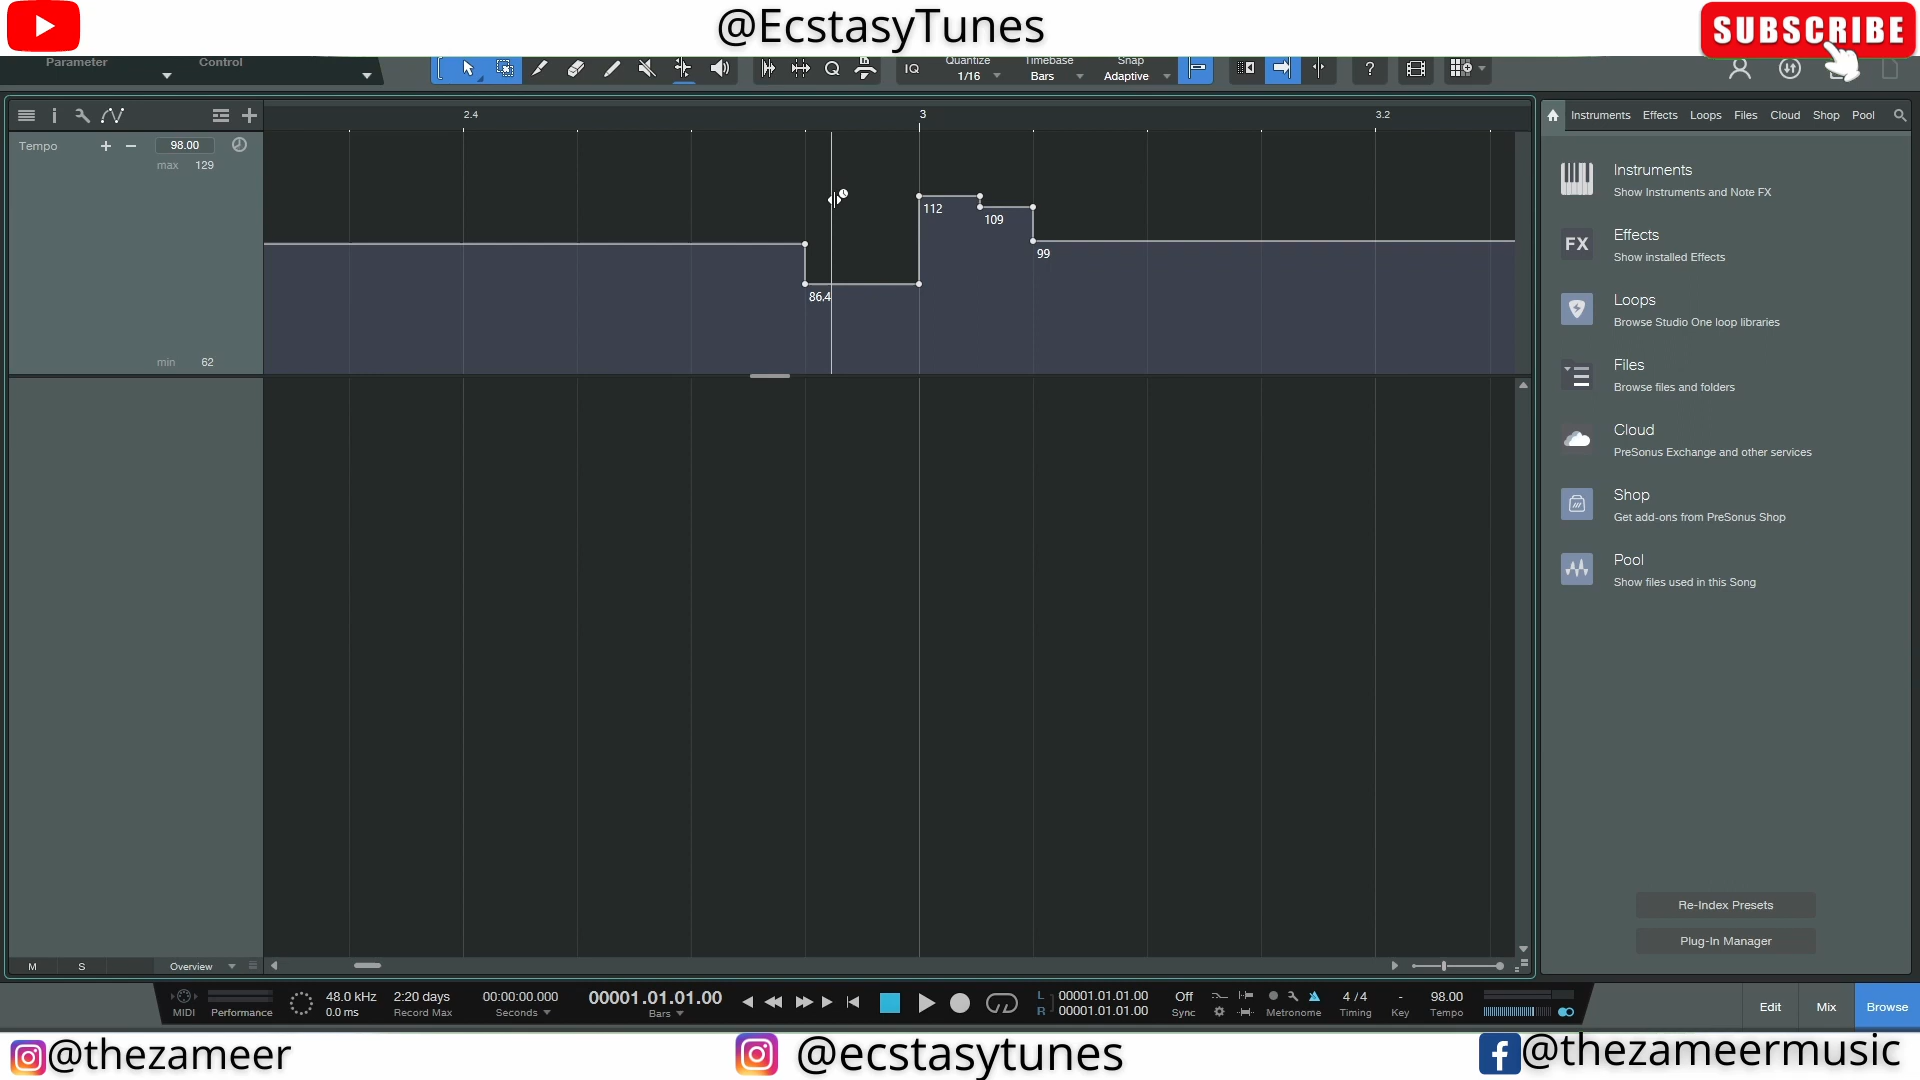 @EcstasyTunes
SUBSCRIBE
Parameter
Control
IQ
Quantize
1/16
Timebase
Bars
Snap
Adaptive
?
2.4
3
3.2
Instruments
Effects
Loops
Files
Cloud
Shop
Pool
Tempo
+
−
98.00
max 129
min 62
86,4
112
109
99
Instruments
Show Instruments and Note FX
FX
Effects
Show installed Effects
Loops
Browse Studio One loop libraries
Files
Browse files and folders
Cloud
PreSonus Exchange and other services
Shop
Get add-ons from PreSonus Shop
Pool
Show files used in this Song
Re-Index Presets
Plug-In Manager
M
S
Overview
MIDI
Performance
48.0 kHz
0.0 ms
2:20 days
Record Max
00:00:00.000
Seconds
00001.01.01.00
Bars
L 00001.01.01.00
R 00001.01.01.00
Off
Sync
Metronome
4 / 4
Timing
-
Key
98.00
Tempo
Edit
Mix
Browse
@thezameer
@ecstasytunes
@thezameermusic